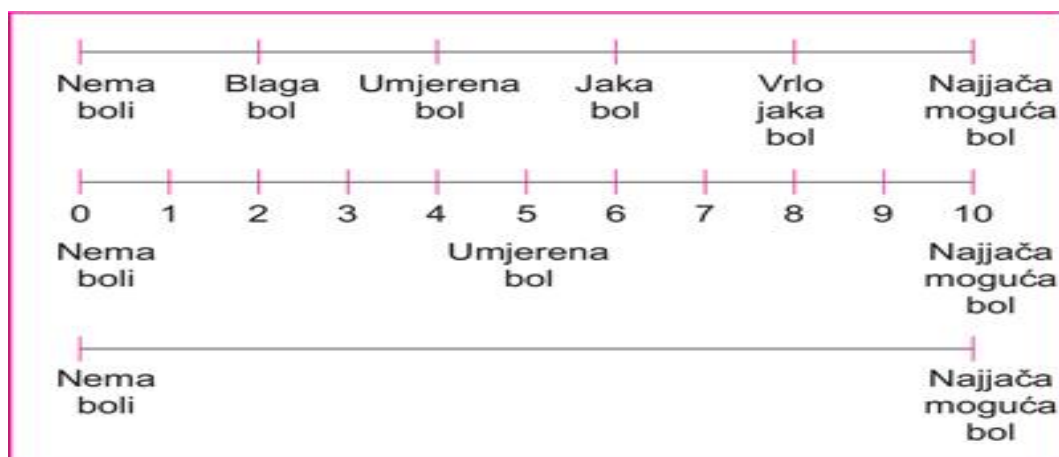 Nema Blaga Umjerena Jaka Vrlo Najjača
boli bol bol bol jaka moguća
bol bol
0 1 2 3 4 5 6 7 8 9 10
Nema Umjerena Najjača
boli bol moguća
bol
Nema Najjača
boli moguća
bol